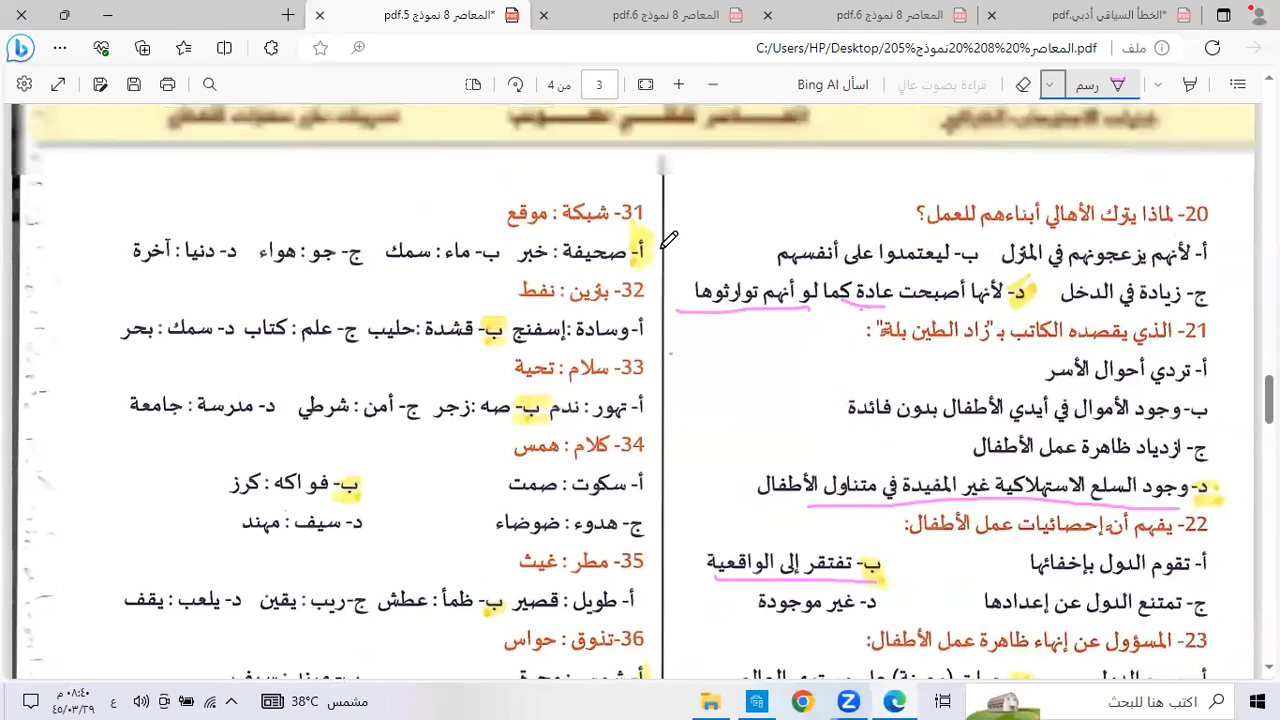 *المعاصر 8 نموذج 5.pdf
المعاصر 8 نموذج 6.pdf
المعاصر 8 نموذج 6.pdf
*الخطأ السياقي أدبي.pdf
ملف
C:/Users/HP/Desktop/205%20نموذج%208%20المعاصر.pdf
رسم
قراءة بصوت عالٍ
اسأل Bing AI
3
من 4
20- لماذا يترك الأهالي أبناءهم للعمل؟
أ- لأنهم يزعجونهم في المنزل ب- ليعتمدوا على أنفسهم
ج- زيادة في الدخل د- لأنها أصبحت عادة كما لو أنهم توارثوها
21- الذي يقصده الكاتب بـ "زاد الطين بلة" :
أ- تردي أحوال الأسر
ب- وجود الأموال في أيدي الأطفال بدون فائدة
ج- ازدياد ظاهرة عمل الأطفال
د- وجود السلع الاستهلاكية غير المفيدة في متناول الأطفال
22- يفهم أن إحصائيات عمل الأطفال:
أ- تقوم الدول بإخفائها ب- تفتقر إلى الواقعية
ج- تمتنع الدول عن إعدادها د- غير موجودة
23- المسؤول عن إنهاء ظاهرة عمل الأطفال:
31- شبكة : موقع
أ- صحيفة : خبر ب- ماء : سمك ج- جو : هواء د- دنيا : آخرة
32- بنزين : نفط
أ- وسادة :إسفنج ب- قشدة :حليب ج- علم : كتاب د- سمك : بحر
33- سلام : تحية
أ- تهور : ندم ب- صه :زجر ج- أمن : شرطي د- مدرسة : جامعة
34- كلام : همس
أ- سكوت : صمت ب- فواكه : كرز
ج- هدوء : ضوضاء د- سيف : مهند
35- مطر : غيث
أ- طويل : قصير ب- ظمأ : عطش ج-ريب : يقين د- يلعب : يقف
36-تذوق : حواس
اكتب هنا للبحث
38°C مشمس
ع
٠٨:٤٠ م